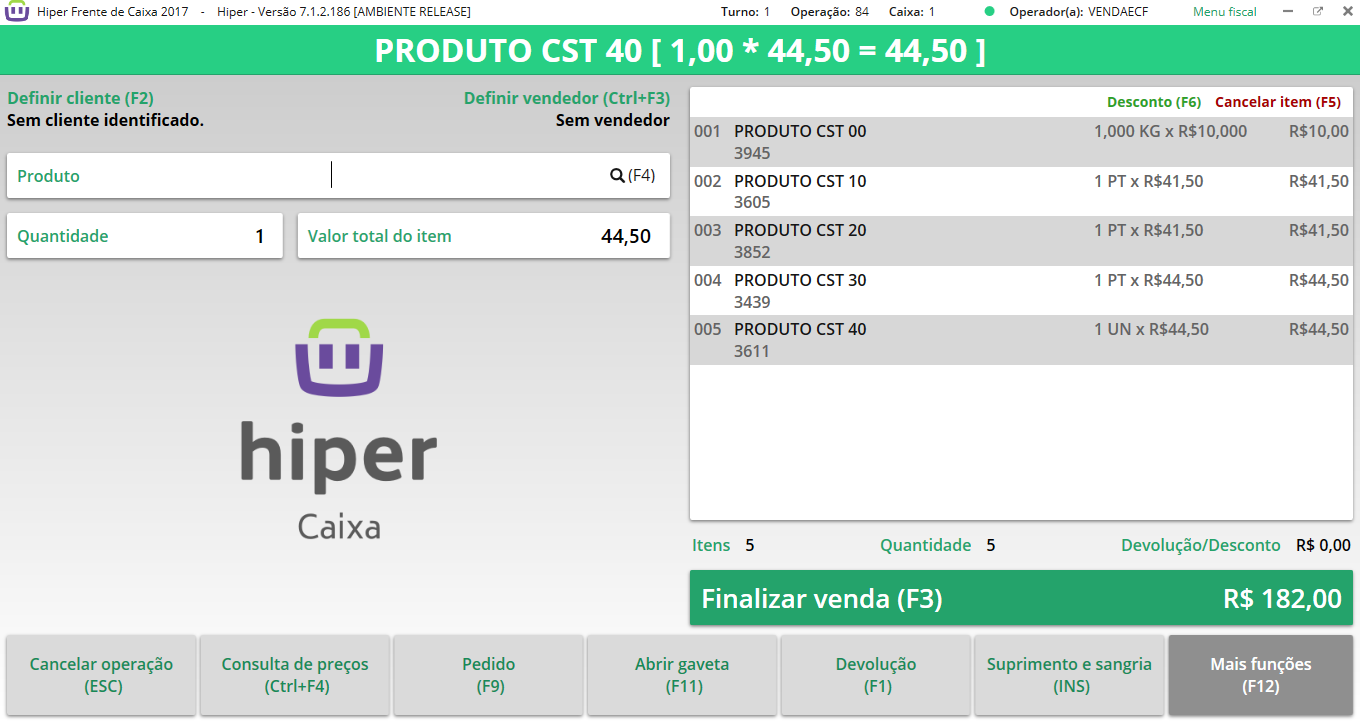 Hiper Frente de Caixa 2017 - Hiper - Versão 7.1.2.186 [AMBIENTE RELEASE] Turno: 1 Operação: 84 Caixa: 1 Operador(a): VENDAECF Menu fiscal
PRODUTO CST 40 [ 1,00 * 44,50 = 44,50 ]
Definir cliente (F2) Definir vendedor (Ctrl+F3)
Sem cliente identificado. Sem vendedor
Produto (F4)
Quantidade 1 Valor total do item 44,50
hiper
Caixa
Desconto (F6) Cancelar item (F5)
001 PRODUTO CST 00 1,000 KG x R$10,000 R$10,00
3945
002 PRODUTO CST 10 1 PT x R$41,50 R$41,50
3605
003 PRODUTO CST 20 1 PT x R$41,50 R$41,50
3852
004 PRODUTO CST 30 1 PT x R$44,50 R$44,50
3439
005 PRODUTO CST 40 1 UN x R$44,50 R$44,50
3611
Itens 5 Quantidade 5 Devolução/Desconto R$ 0,00
Finalizar venda (F3) R$ 182,00
Cancelar operação (ESC)
Consulta de preços (Ctrl+F4)
Pedido (F9)
Abrir gaveta (F11)
Devolução (F1)
Suprimento e sangria (INS)
Mais funções (F12)